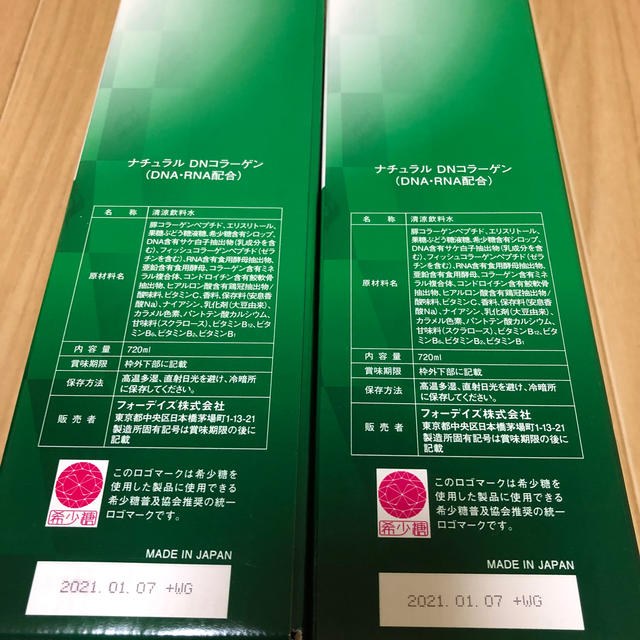 ナチュラル DNコラーゲン
(DNA・RNA配合)
名 称 清涼飲料水
原材料名
豚コラーゲンペプチド、エリスリトール、
果糖ぶどう糖液糖、希少糖含有シロップ、
DNA含有サケ白子抽出物(乳成分を含
む)、フィッシュコラーゲンペプチド(ゼラ
チンを含む)、RNA含有食用酵母抽出物、
亜鉛含有食用酵母、コラーゲン含有ミネ
ラル複合体、コンドロイチン含有鮫軟骨
抽出物、ヒアルロン酸含有鶏冠抽出物/
酸味料、ビタミンC、香料、保存料(安息香
酸Na)、ナイアシン、乳化剤(大豆由来)、
カラメル色素、パントテン酸カルシウム、
甘味料(スクラロース)、ビタミンB12、ビタ
ミンB6、ビタミンB2、ビタミンB1
内 容 量 720ml
賞味期限 枠外下部に記載
保存方法 高温多湿、直射日光を避け、冷暗所
に保存してください。
販 売 者
フォーデイズ株式会社
東京都中央区日本橋茅場町1-13-21
製造所固有記号は賞味期限の後に
記載
希少糖
このロゴマークは希少糖を
使用した製品に使用できる
希少糖普及協会推奨の統一
ロゴマークです。
MADE IN JAPAN
2021.01.07 +WG
ナチュラル DNコラーゲン
(DNA・RNA配合)
名 称 清涼飲料水
原材料名
豚コラーゲンペプチド、エリスリトール、
果糖ぶどう糖液糖、希少糖含有シロップ、
DNA含有サケ白子抽出物(乳成分を含
む)、フィッシュコラーゲンペプチド(ゼラ
チンを含む)、RNA含有食用酵母抽出物、
亜鉛含有食用酵母、コラーゲン含有ミネ
ラル複合体、コンドロイチン含有鮫軟骨
抽出物、ヒアルロン酸含有鶏冠抽出物/
酸味料、ビタミンC、香料、保存料(安息香
酸Na)、ナイアシン、乳化剤(大豆由来)、
カラメル色素、パントテン酸カルシウム、
甘味料(スクラロース)、ビタミンB12、ビタ
ミンB6、ビタミンB2、ビタミンB1
内 容 量 720ml
賞味期限 枠外下部に記載
保存方法 高温多湿、直射日光を避け、冷暗所
に保存してください。
販 売 者
フォーデイズ株式会社
東京都中央区日本橋茅場町1-13-21
製造所固有記号は賞味期限の後に
記載
希少糖
このロゴマークは希少糖を
使用した製品に使用できる
希少糖普及協会推奨の統一
ロゴマークです。
MADE IN JAPAN
2021.01.07 +WG